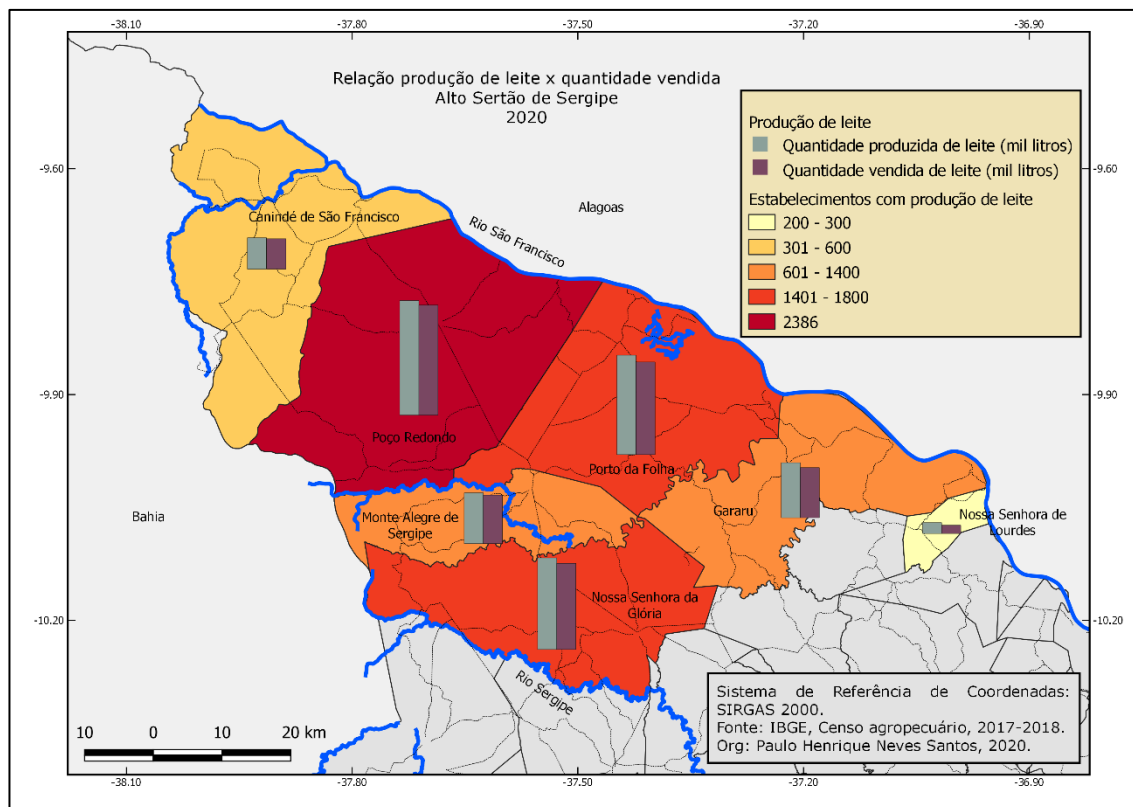 -38.10 -37.80 -37.50 -37.20 -36.90
Relação produção de leite x quantidade vendida
Alto Sertão de Sergipe
2020
Produção de leite
Quantidade produzida de leite (mil litros)
Quantidade vendida de leite (mil litros)
Estabelecimentos com produção de leite
200 - 300
301 - 600
601 - 1400
1401 - 1800
2386
-9.60 -9.60
Alagoas
Canindé de São Francisco
Rio São Francisco
-9.90 -9.90
Poço Redondo
Porto da Folha
Bahia
Monte Alegre de
Sergipe
Gararu
Nossa Senhora de
Lourdes
Nossa Senhora da
Glória
-10.20 -10.20
Rio Sergipe
Sistema de Referência de Coordenadas:
SIRGAS 2000.
Fonte: IBGE, Censo agropecuário, 2017-2018.
Org: Paulo Henrique Neves Santos, 2020.
10 0 10 20 km
-38.10 -37.80 -37.50 -37.20 -36.90